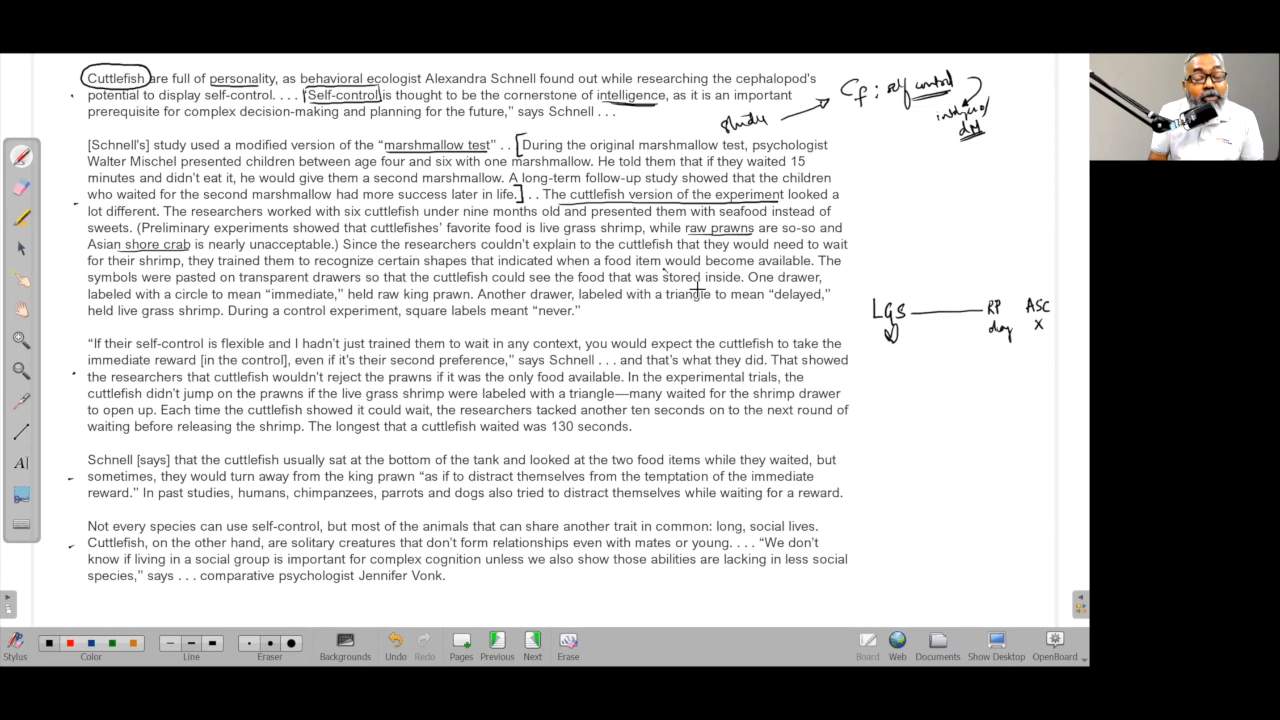 Cuttlefish are full of personality, as behavioral ecologist Alexandra Schnell found out while researching the cephalopod's
potential to display self-control. . . . "Self-control is thought to be the cornerstone of intelligence, as it is an important
prerequisite for complex decision-making and planning for the future," says Schnell . . .
study
Cf : self control
[Schnell's] study used a modified version of the "marshmallow test" . . . During the original marshmallow test, psychologist
Walter Mischel presented children between age four and six with one marshmallow. He told them that if they waited 15
minutes and didn't eat it, he would give them a second marshmallow. A long-term follow-up study showed that the children
who waited for the second marshmallow had more success later in life. . . . The cuttlefish version of the experiment looked a
lot different. The researchers worked with six cuttlefish under nine months old and presented them with seafood instead of
sweets. (Preliminary experiments showed that cuttlefishes' favorite food is live grass shrimp, while raw prawns are so-so and
Asian shore crab is nearly unacceptable.) Since the researchers couldn't explain to the cuttlefish that they would need to wait
for their shrimp, they trained them to recognize certain shapes that indicated when a food item would become available. The
symbols were pasted on transparent drawers so that the cuttlefish could see the food that was stored inside. One drawer,
labeled with a circle to mean "immediate," held raw king prawn. Another drawer, labeled with a triangle to mean "delayed,"
held live grass shrimp. During a control experiment, square labels meant "never."
LGS RP ASC
X
"If their self-control is flexible and I hadn't just trained them to wait in any context, you would expect the cuttlefish to take the
immediate reward [in the control], even if it's their second preference," says Schnell . . . and that's what they did. That showed
the researchers that cuttlefish wouldn't reject the prawns if it was the only food available. In the experimental trials, the
cuttlefish didn't jump on the prawns if the live grass shrimp were labeled with a triangle—many waited for the shrimp drawer
to open up. Each time the cuttlefish showed it could wait, the researchers tacked another ten seconds on to the next round of
waiting before releasing the shrimp. The longest that a cuttlefish waited was 130 seconds.
Schnell [says] that the cuttlefish usually sat at the bottom of the tank and looked at the two food items while they waited, but
sometimes, they would turn away from the king prawn "as if to distract themselves from the temptation of the immediate
reward." In past studies, humans, chimpanzees, parrots and dogs also tried to distract themselves while waiting for a reward.
Not every species can use self-control, but most of the animals that can share another trait in common: long, social lives.
Cuttlefish, on the other hand, are solitary creatures that don't form relationships even with mates or young. . . . "We don't
know if living in a social group is important for complex cognition unless we also show those abilities are lacking in less social
species," says . . . comparative psychologist Jennifer Vonk.
Stylus Color Line Eraser Backgrounds Undo Redo Pages Previous Next Erase Board Web Documents Show Desktop OpenBoard